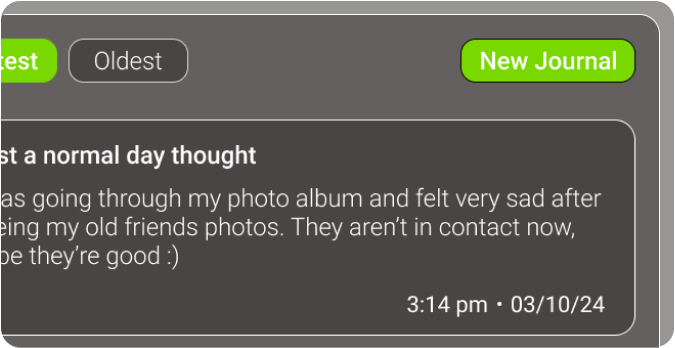 test Oldest New Journal
st a normal day thought
as going through my photo album and felt very sad after
eing my old friends photos. They aren’t in contact now,
pe they’re good :)
3:14 pm • 03/10/24